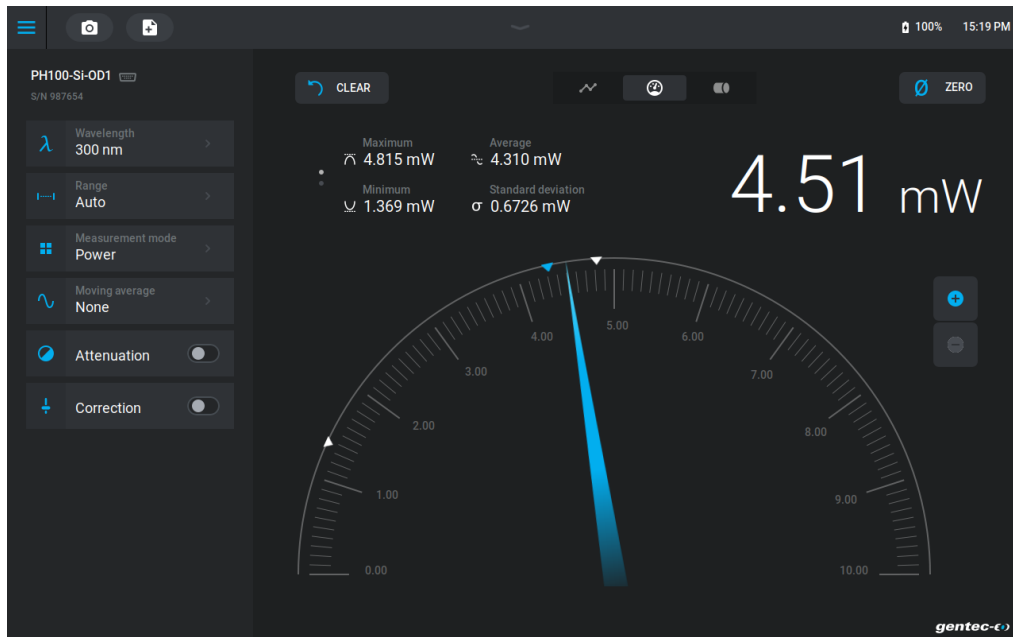 100% 15:19 PM
PH100-Si-OD1
S/N 987654
CLEAR
Ø ZERO
λ Wavelength
300 nm
Range
Auto
Measurement mode
Power
Moving average
None
Attenuation
Correction
Maximum
4.815 mW
Average
4.310 mW
Minimum
1.369 mW
Standard deviation
σ 0.6726 mW
4.51 mW
0.00
1.00
2.00
3.00
4.00
5.00
6.00
7.00
8.00
9.00
10.00
gentec-eo